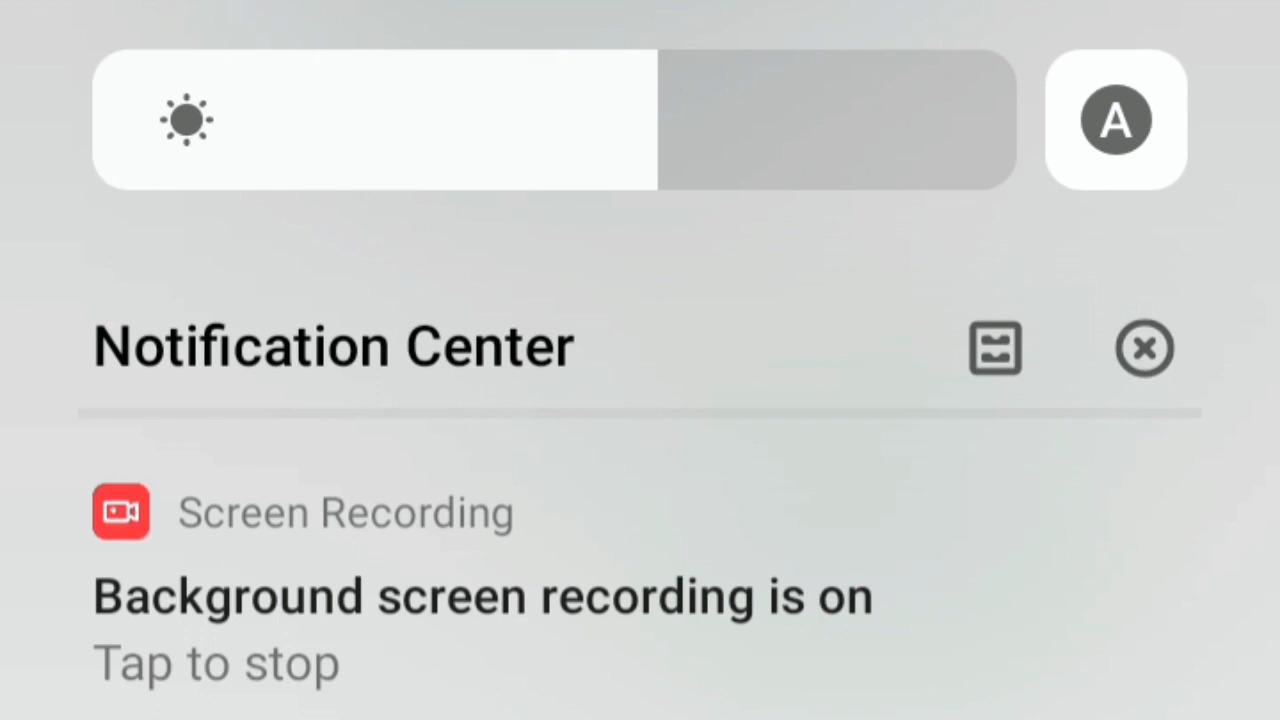 A
Notification Center
Screen Recording
Background screen recording is on
Tap to stop